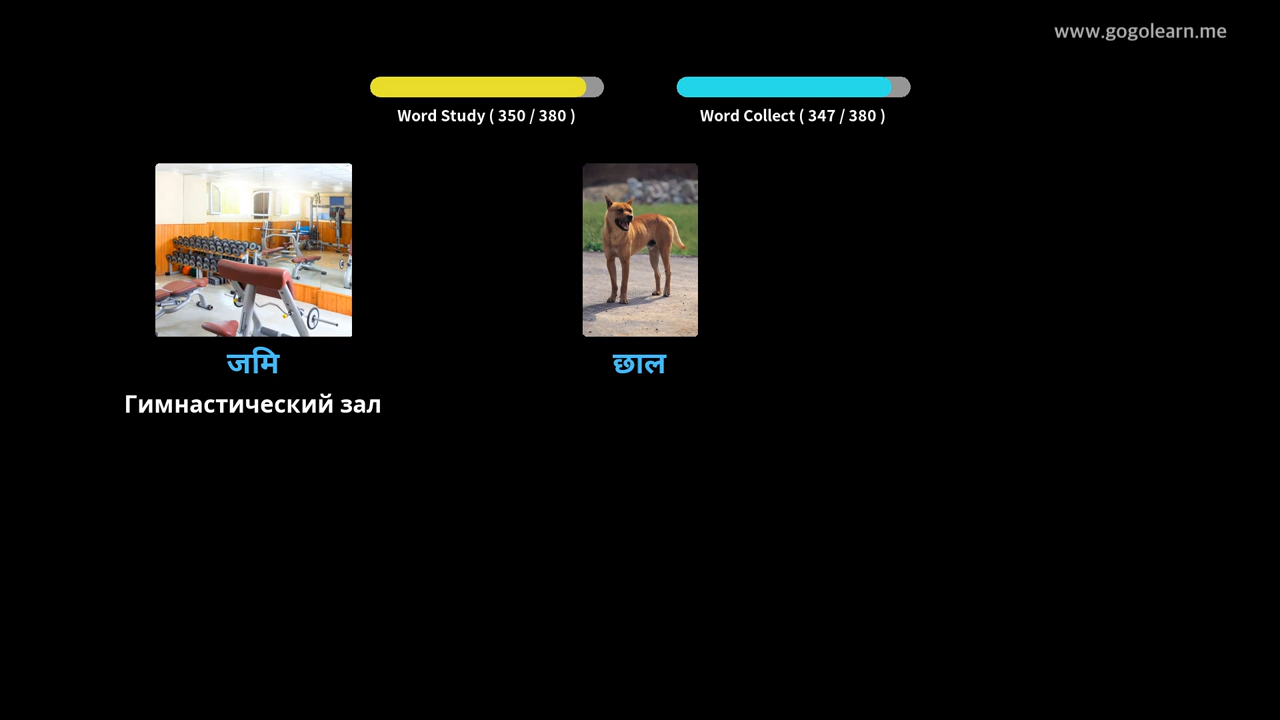 www.gogolearn.me
Word Study ( 350 / 380 )
Word Collect ( 347 / 380 )
जमि
छाल
Гимнастический зал